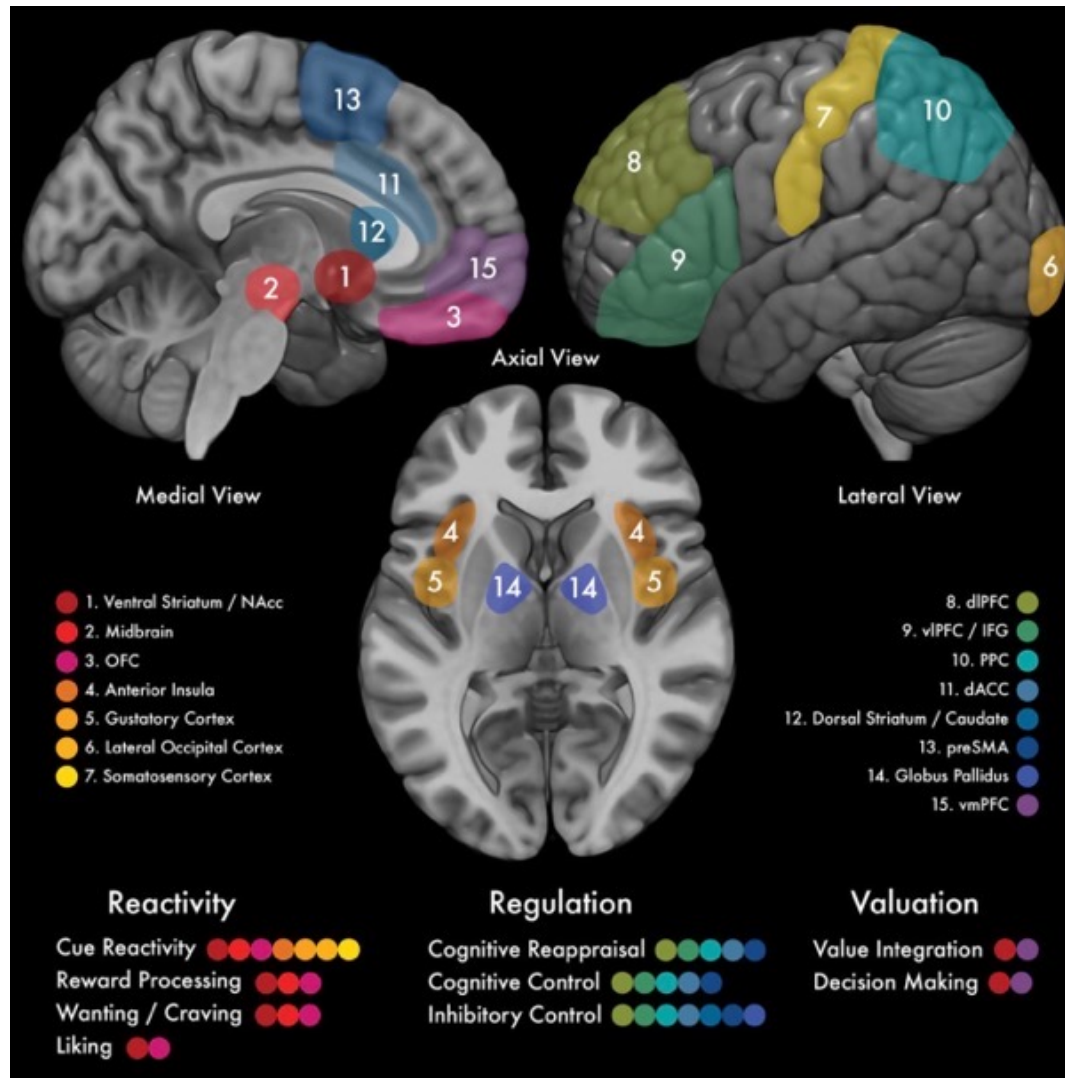 13
11
12
1
2
15
3
7
10
8
9
6
Axial View
Medial View
Lateral View
4
4
5
5
14
14
1. Ventral Striatum / NAcc
2. Midbrain
3. OFC
4. Anterior Insula
5. Gustatory Cortex
6. Lateral Occipital Cortex
7. Somatosensory Cortex
8. dlPFC
9. vlPFC / IFG
10. PPC
11. dACC
12. Dorsal Striatum / Caudate
13. preSMA
14. Globus Pallidus
15. vmPFC
Reactivity
Cue Reactivity
Reward Processing
Wanting / Craving
Liking
Regulation
Cognitive Reappraisal
Cognitive Control
Inhibitory Control
Valuation
Value Integration
Decision Making